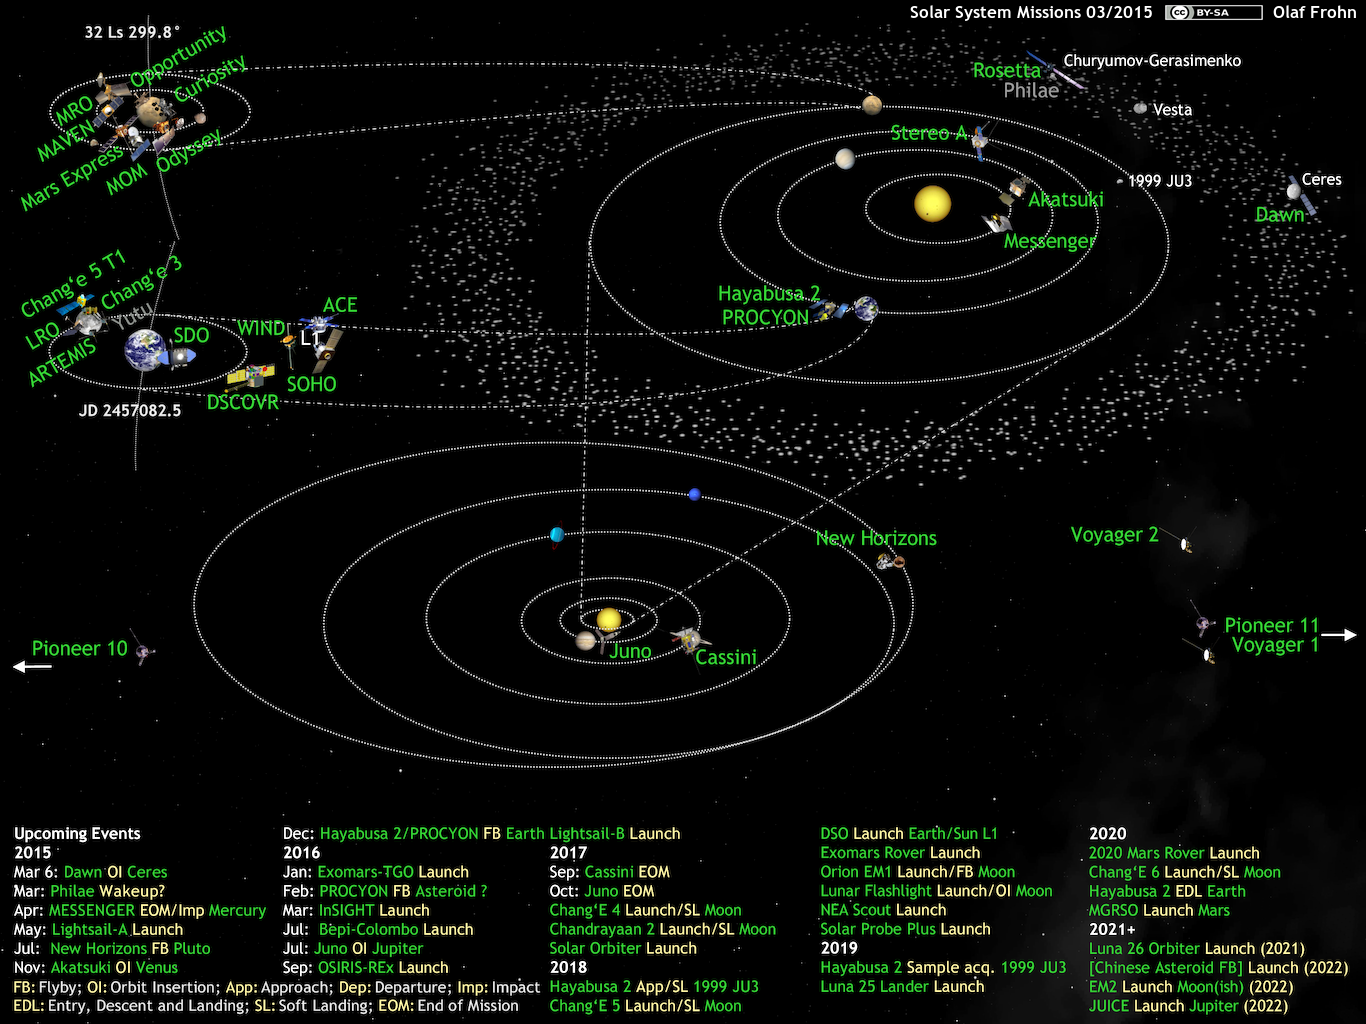 Solar System Missions 03/2015 cc BY-SA Olaf Frohn
32 Ls 299.8°
Opportunity
Curiosity
MRO
MAVEN
Mars Express
MOM
Odyssey
Rosetta
Philae
Churyumov-Gerasimenko
Vesta
Stereo A
1999 JU3
Ceres
Dawn
Akatsuki
Messenger
Hayabusa 2
PROCYON
Chang‘e 5 T1
Chang‘e 3
Yutu
LRO
ARTEMIS
SDO
WIND
ACE
L1
SOHO
DSCOVR
JD 2457082.5
New Horizons
Voyager 2
Pioneer 10
Juno
Cassini
Pioneer 11
Voyager 1
Upcoming Events
2015
Mar 6: Dawn OI Ceres
Mar: Philae Wakeup?
Apr: MESSENGER EOM/Imp Mercury
May: Lightsail-A Launch
Jul: New Horizons FB Pluto
Nov: Akatsuki OI Venus
FB: Flyby; OI: Orbit Insertion; App: Approach; Dep: Departure; Imp: Impact
EDL: Entry, Descent and Landing; SL: Soft Landing; EOM: End of Mission
Dec: Hayabusa 2/PROCYON FB Earth Lightsail-B Launch
2016
Jan: Exomars-TGO Launch
Feb: PROCYON FB Asteroid ?
Mar: InSIGHT Launch
Jul: Bepi-Colombo Launch
Jul: Juno OI Jupiter
Sep: OSIRIS-REx Launch
2017
Sep: Cassini EOM
Oct: Juno EOM
Chang‘E 4 Launch/SL Moon
Chandrayaan 2 Launch/SL Moon
Solar Orbiter Launch
2018
Hayabusa 2 App/SL 1999 JU3
Chang‘E 5 Launch/SL Moon
DSO Launch Earth/Sun L1
Exomars Rover Launch
Orion EM1 Launch/FB Moon
Lunar Flashlight Launch/OI Moon
NEA Scout Launch
Solar Probe Plus Launch
2019
Hayabusa 2 Sample acq. 1999 JU3
Luna 25 Lander Launch
2020
2020 Mars Rover Launch
Chang‘E 6 Launch/SL Moon
Hayabusa 2 EDL Earth
MGRSO Launch Mars
2021+
Luna 26 Orbiter Launch (2021)
[Chinese Asteroid FB] Launch (2022)
EM2 Launch Moon(ish) (2022)
JUICE Launch Jupiter (2022)